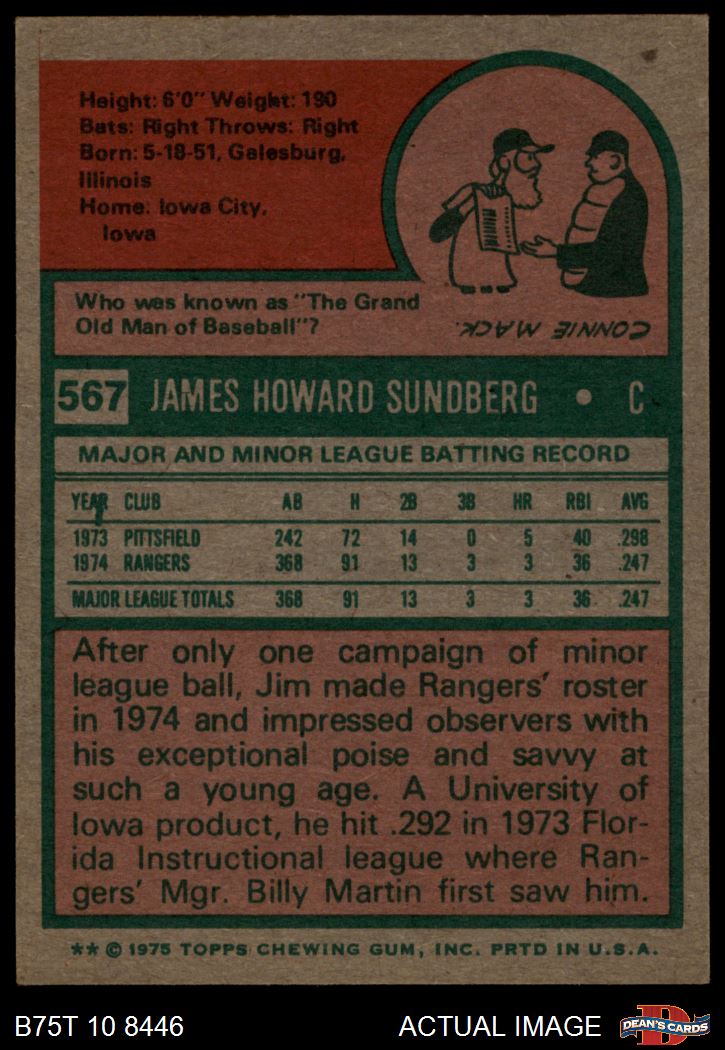 Height: 6'0" Weight: 190
Bats: Right Throws: Right
Born: 5-18-51, Galesburg,
Illinois
Home: Iowa City,
Iowa
Who was known as "The Grand
Old Man of Baseball"?
CONNIE MACK.
567 JAMES HOWARD SUNDBERG • C
MAJOR AND MINOR LEAGUE BATTING RECORD
YEAR CLUB AB H 2B 3B HR RBI AVG
1973 PITTSFIELD 242 72 14 0 5 40 .298
1974 RANGERS 368 91 13 3 3 36 .247
MAJOR LEAGUE TOTALS 368 91 13 3 3 36 .247
After only one campaign of minor
league ball, Jim made Rangers' roster
in 1974 and impressed observers with
his exceptional poise and savvy at
such a young age. A University of
Iowa product, he hit .292 in 1973 Flor-
ida Instructional league where Ran-
gers' Mgr. Billy Martin first saw him.
** © 1975 TOPPS CHEWING GUM, INC. PRTD IN U.S.A.
B75T 10 8446 ACTUAL IMAGE D DEAN'S CARDS